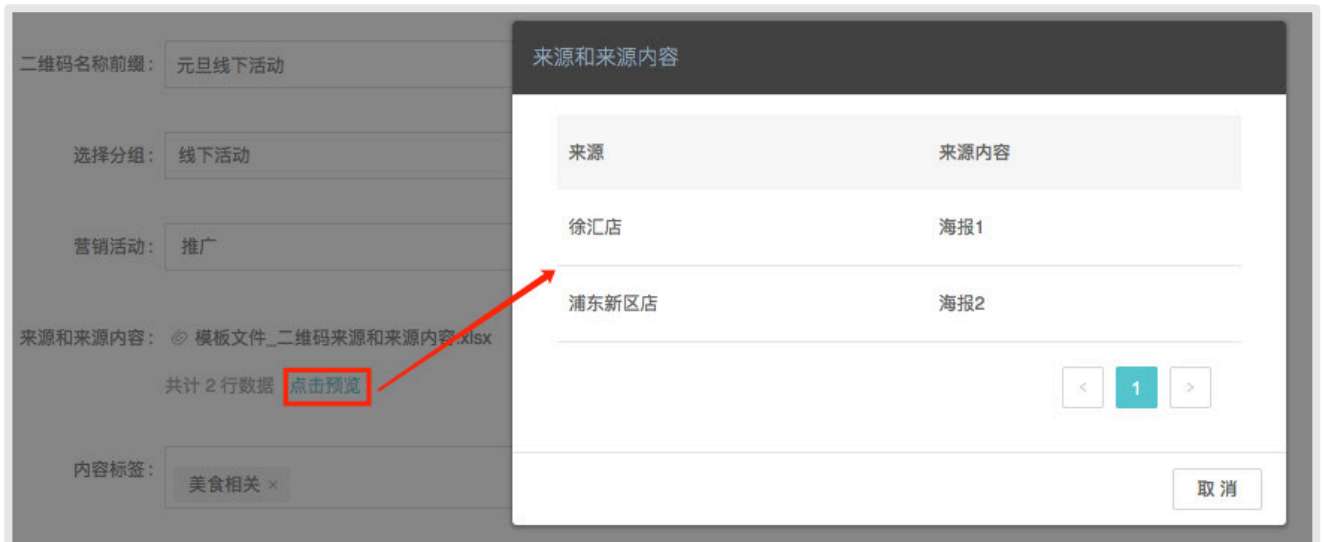 二维码名称前缀：
元旦线下活动
选择分组：
线下活动
营销活动：
推广
来源和来源内容：
模板文件_二维码来源和来源内容.xlsx
共计 2 行数据 点击预览
内容标签：
美食相关 ×
来源和来源内容
来源 来源内容
徐汇店 海报1
浦东新区店 海报2
< 1 >
取 消